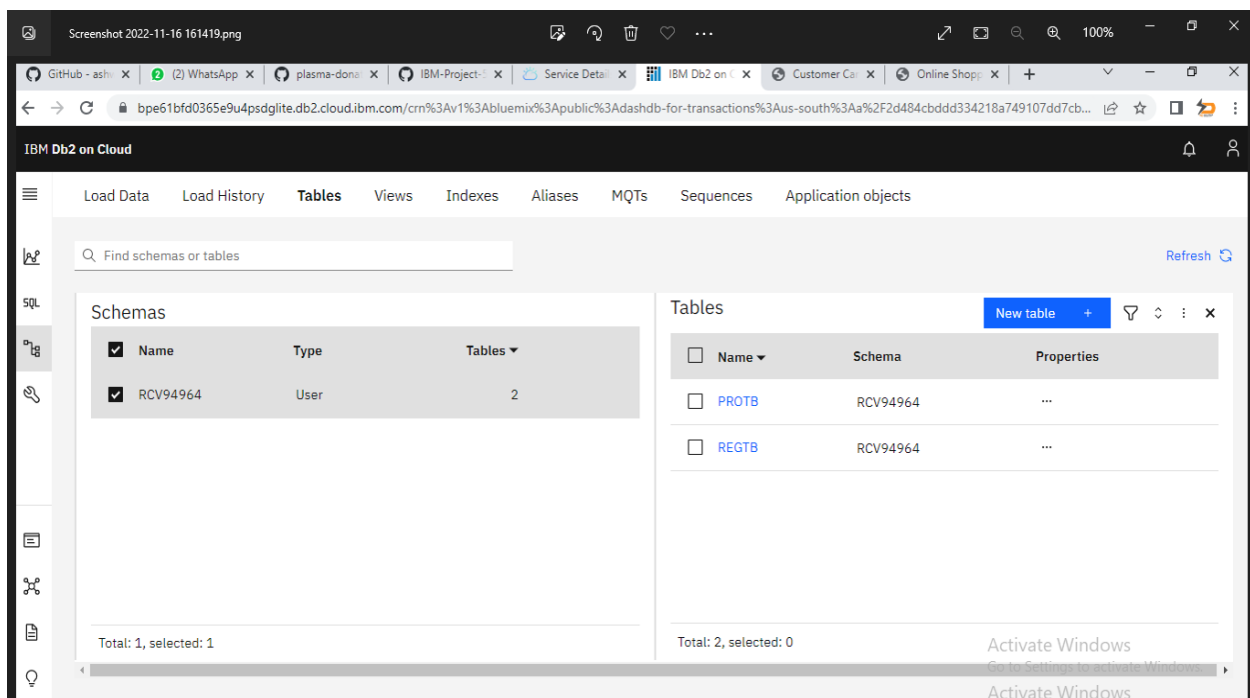 Screenshot 2022-11-16 161419.png
100%
GitHub - ash
(2) WhatsApp
plasma-dona
IBM-Project-
Service Detail
IBM Db2 on C
Customer Car
Online Shopp
bpe61bfd0365e9u4psdglite.db2.cloud.ibm.com/crn%3Av1%3Abluemix%3Apublic%3Adashdb-for-transactions%3Aus-south%3Aa%2F2d484cbddd334218a749107dd7cb...
IBM Db2 on Cloud
Load Data Load History Tables Views Indexes Aliases MQTs Sequences Application objects
Find schemas or tables
Refresh
SQL
Schemas
Name Type Tables
RCV94964 User 2
Total: 1, selected: 1
Tables
New table +
Name Schema Properties
PROTB RCV94964 ...
REGTB RCV94964 ...
Total: 2, selected: 0
Activate Windows
Go to Settings to activate Windows.
Activate Windows